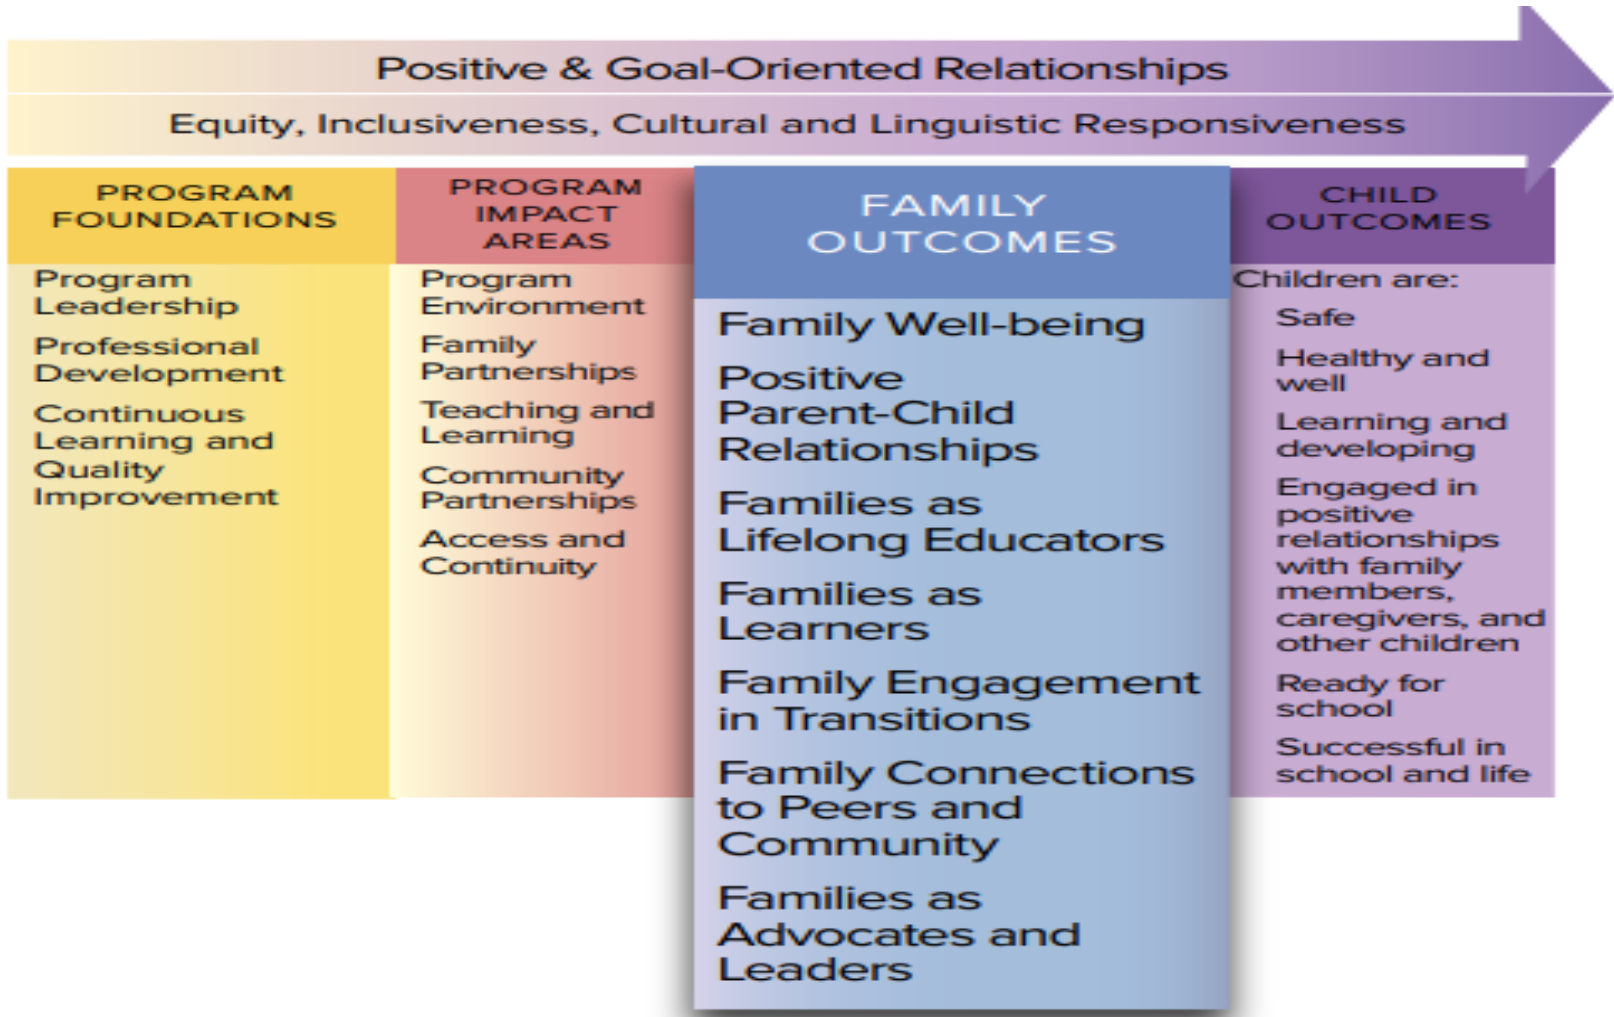 Positive & Goal-Oriented Relationships
Equity, Inclusiveness, Cultural and Linguistic Responsiveness
PROGRAM
FOUNDATIONS
Program
Leadership
Professional
Development
Continuous
Learning and
Quality
Improvement
PROGRAM
IMPACT
AREAS
Program
Environment
Family
Partnerships
Teaching and
Learning
Community
Partnerships
Access and
Continuity
FAMILY
OUTCOMES
Family Well-being
Positive
Parent-Child
Relationships
Families as
Lifelong Educators
Families as
Learners
Family Engagement
in Transitions
Family Connections
to Peers and
Community
Families as
Advocates and
Leaders
CHILD
OUTCOMES
Children are:
Safe
Healthy and
well
Learning and
developing
Engaged in
positive
relationships
with family
members,
caregivers, and
other children
Ready for
school
Successful in
school and life